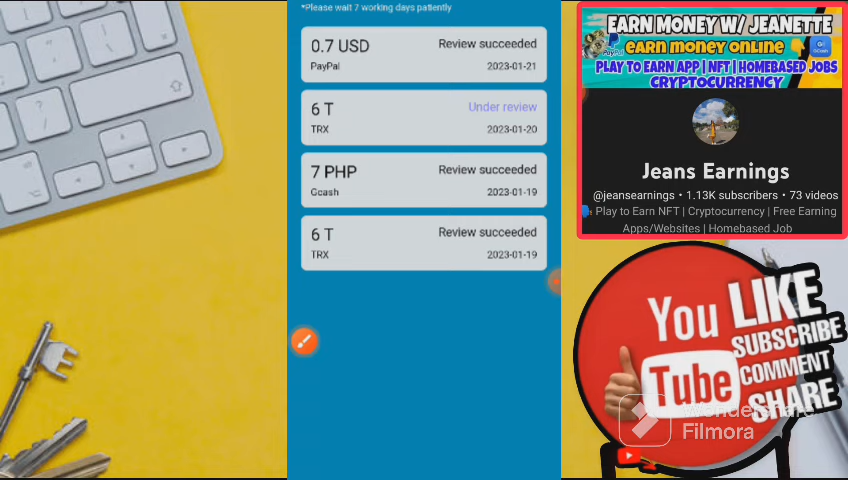 *Please wait 7 working days patiently
0.7 USD
Review succeeded
PayPal
2023-01-21
6 T
Under review
TRX
2023-01-20
7 PHP
Review succeeded
Gcash
2023-01-19
6 T
Review succeeded
TRX
2023-01-19
EARN MONEY W/ JEANETTE
PayPal
earn money online
GCash
PLAY TO EARN APP | NFT | HOMEBASED JOBS
CRYPTOCURRENCY
Jeans Earnings
@jeansearnings • 1.13K subscribers • 73 videos
Play to Earn NFT | Cryptocurrency | Free Earning
Apps/Websites | Homebased Job
You
Tube
LIKE
SUBSCRIBE
COMMENT
SHARE
Wondershare
Filmora